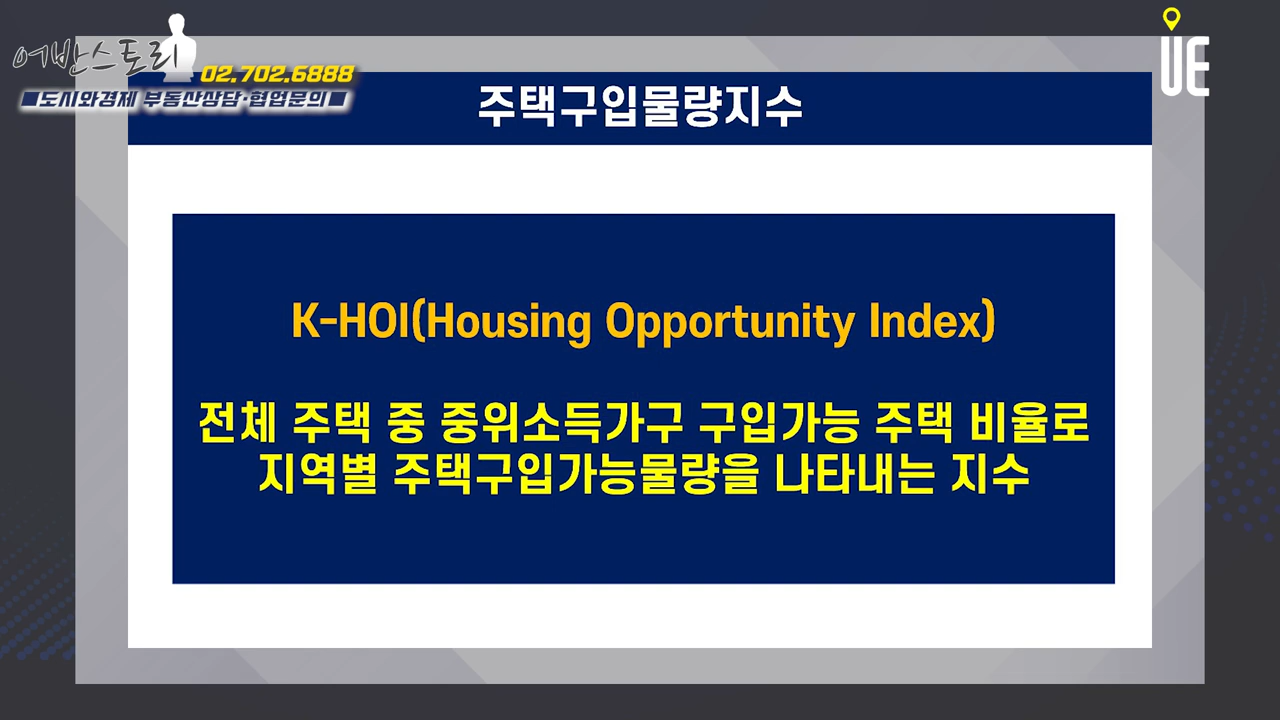 어반스토리
02.702.6888
■도시와경제 부동산상담·협업문의■
UE
주택구입물량지수
K-HOI(Housing Opportunity Index)
전체 주택 중 중위소득가구 구입가능 주택 비율로
지역별 주택구입가능물량을 나타내는 지수